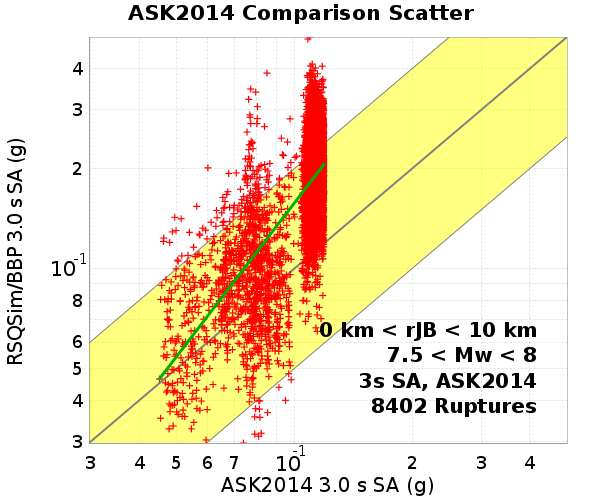 ASK2014 Comparison Scatter
RSQSim/BBP 3.0 s SA (g)
4
3
2
10-1
8
6
5
4
3
0 km < rJB < 10 km
7.5 < Mw < 8
3s SA, ASK2014
8402 Ruptures
3 4 5 6 7 10-1 2 3 4
ASK2014 3.0 s SA (g)